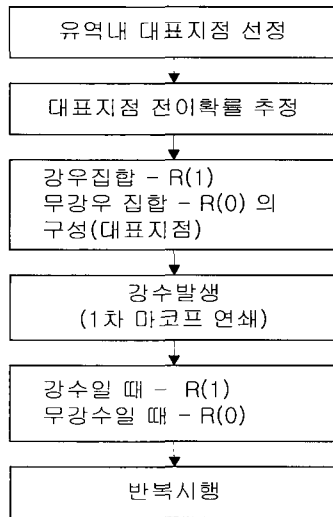 유역내 대표지점 선정
대표지점 전이확률 추정
강우집합 – R(1)
무강우 집합 – R(0) 의
구성(대표지점)
강수발생
(1차 마코프 연쇄)
강수일 때 – R(1)
무강수일 때 – R(0)
반복시행